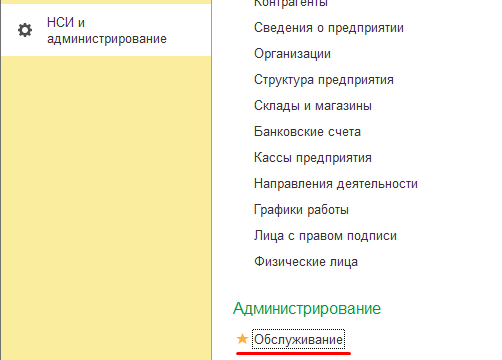 НСИ и
администрирование
Контрагенты
Сведения о предприятии
Организации
Структура предприятия
Склады и магазины
Банковские счета
Кассы предприятия
Направления деятельности
Графики работы
Лица с правом подписи
Физические лица
Администрирование
Обслуживание